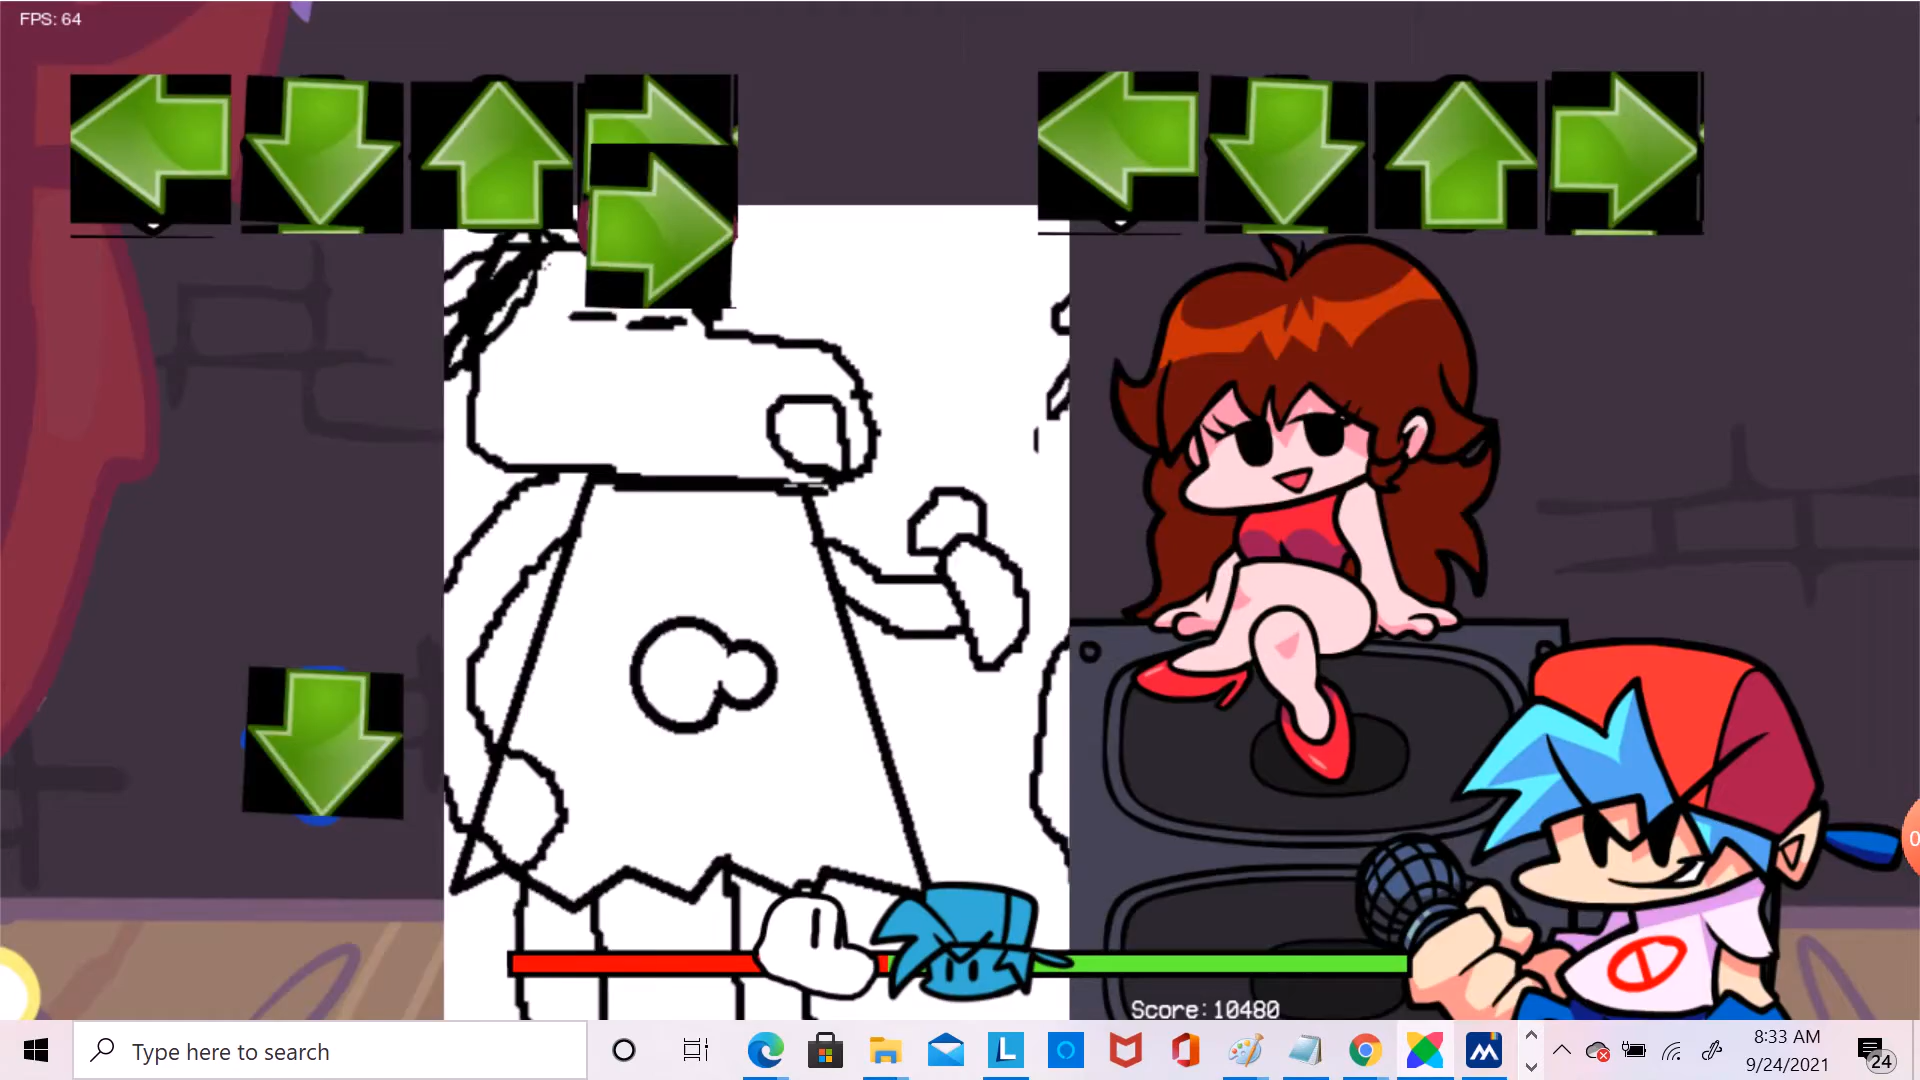 FPS: 64
Score:10480
Type here to search
8:33 AM
9/24/2021
24